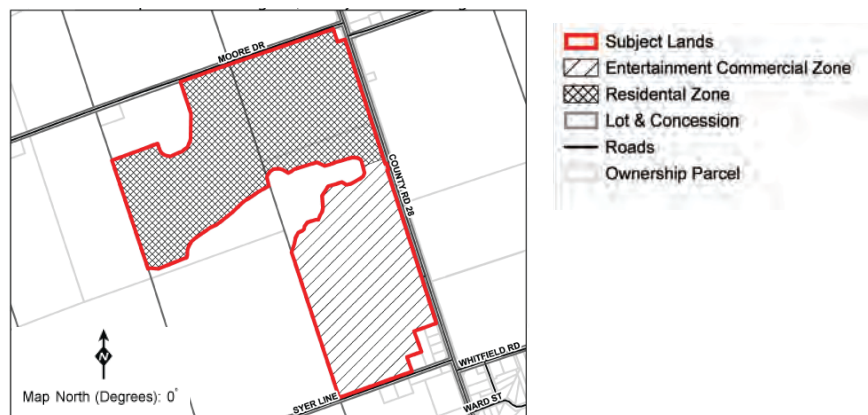 MOORE DR
COUNTY RD 28
WHITFIELD RD
SYER LINE
WARD ST
N
Map North (Degrees): 0°
Subject Lands
Entertainment Commercial Zone
Residental Zone
Lot & Concession
Roads
Ownership Parcel